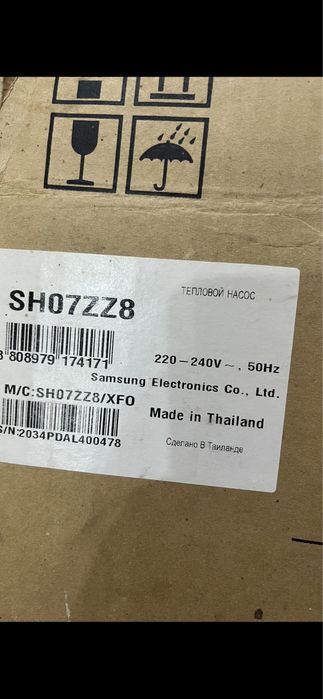 SH07ZZ8
ТЕПЛОВОЙ НАСОС
8 808979 174171
220-240V~, 50Hz
Samsung Electronics Co., Ltd.
M/C:SH07ZZ8/XFO
Made in Thailand
S/N:2034PDAL400478
Сделано В Таиланде